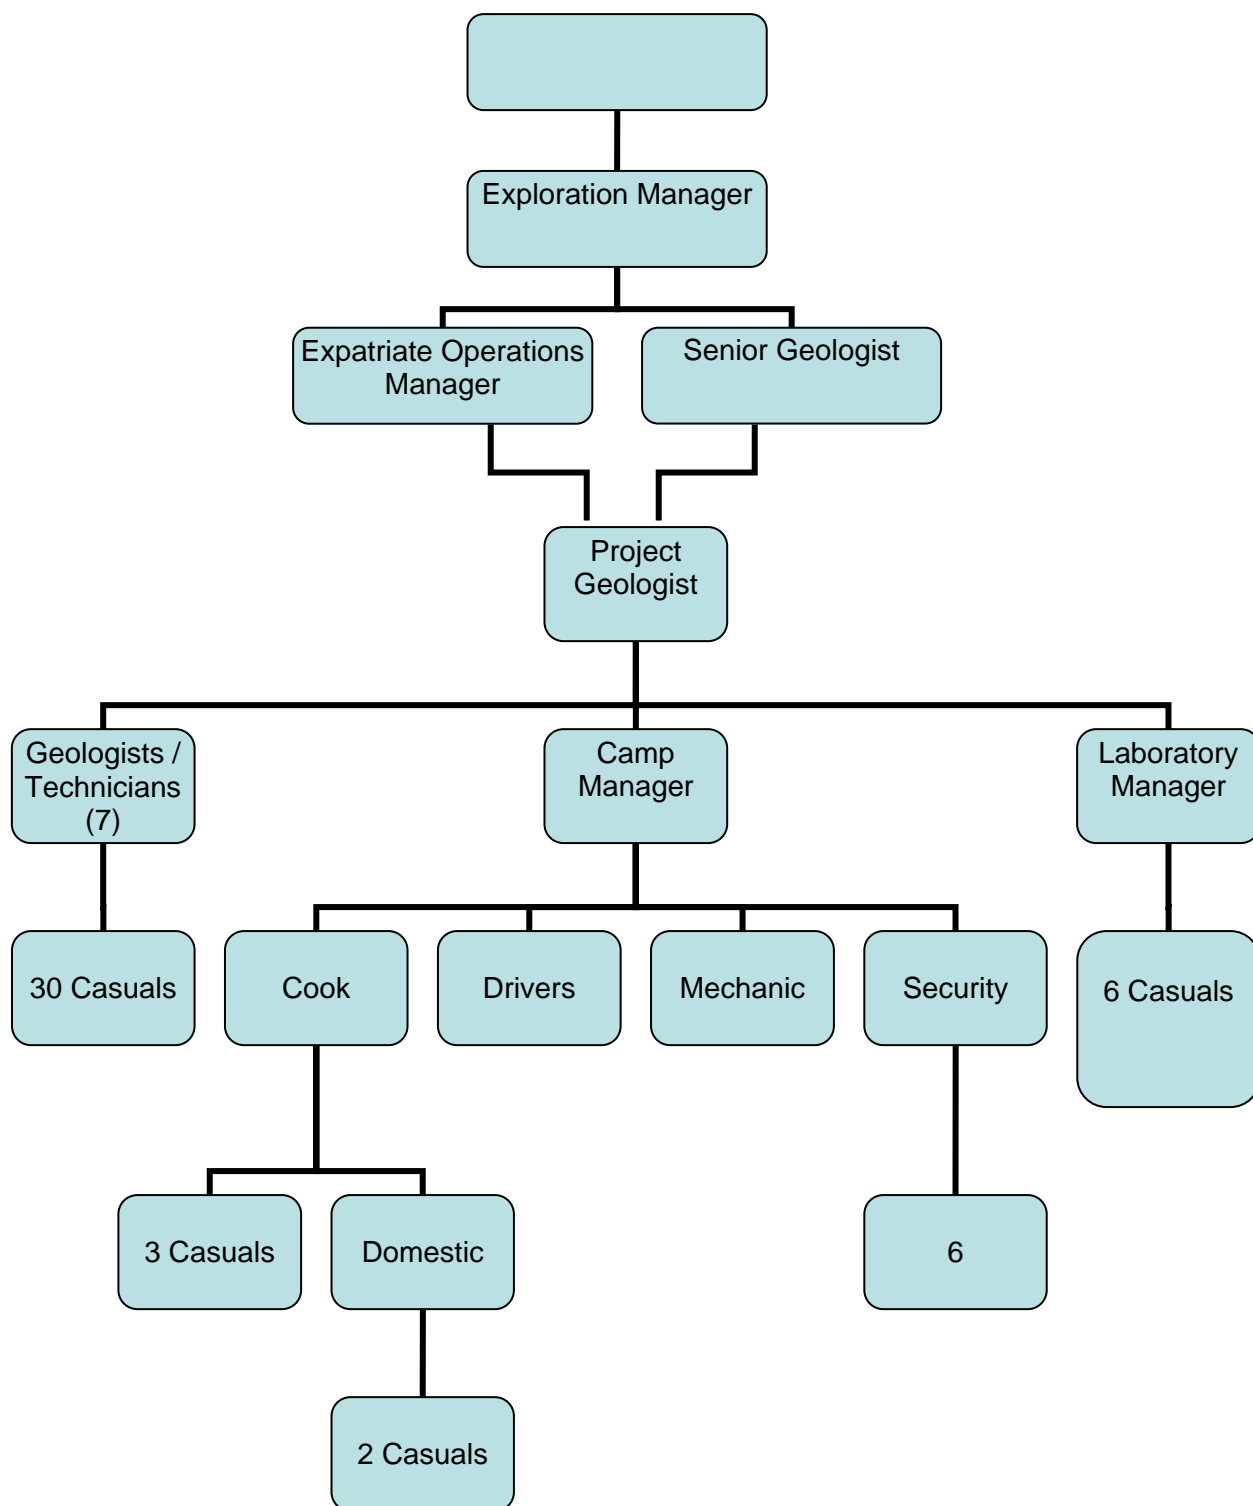 Exploration Manager
Expatriate Operations
Manager
Senior Geologist
Project
Geologist
Geologists /
Technicians
(7)
Camp
Manager
Laboratory
Manager
30 Casuals
Cook
Drivers
Mechanic
Security
6 Casuals
3 Casuals
Domestic
6
2 Casuals